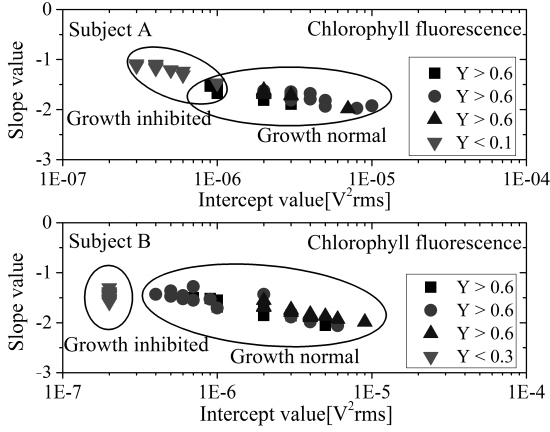 Subject A
Chlorophyll fluorescence
Slope value
-1
0
-1
-2
-3
Growth inhibited
Growth normal
Y > 0.6
Y > 0.6
Y > 0.6
Y < 0.1
1E-07
1E-06
1E-05
1E-04
Intercept value[V²rms]
Subject B
Chlorophyll fluorescence
Slope value
0
-1
-2
-3
Growth inhibited
Growth normal
Y > 0.6
Y > 0.6
Y > 0.6
Y < 0.3
1E-7
1E-6
1E-5
1E-4
Intercept value[V²rms]